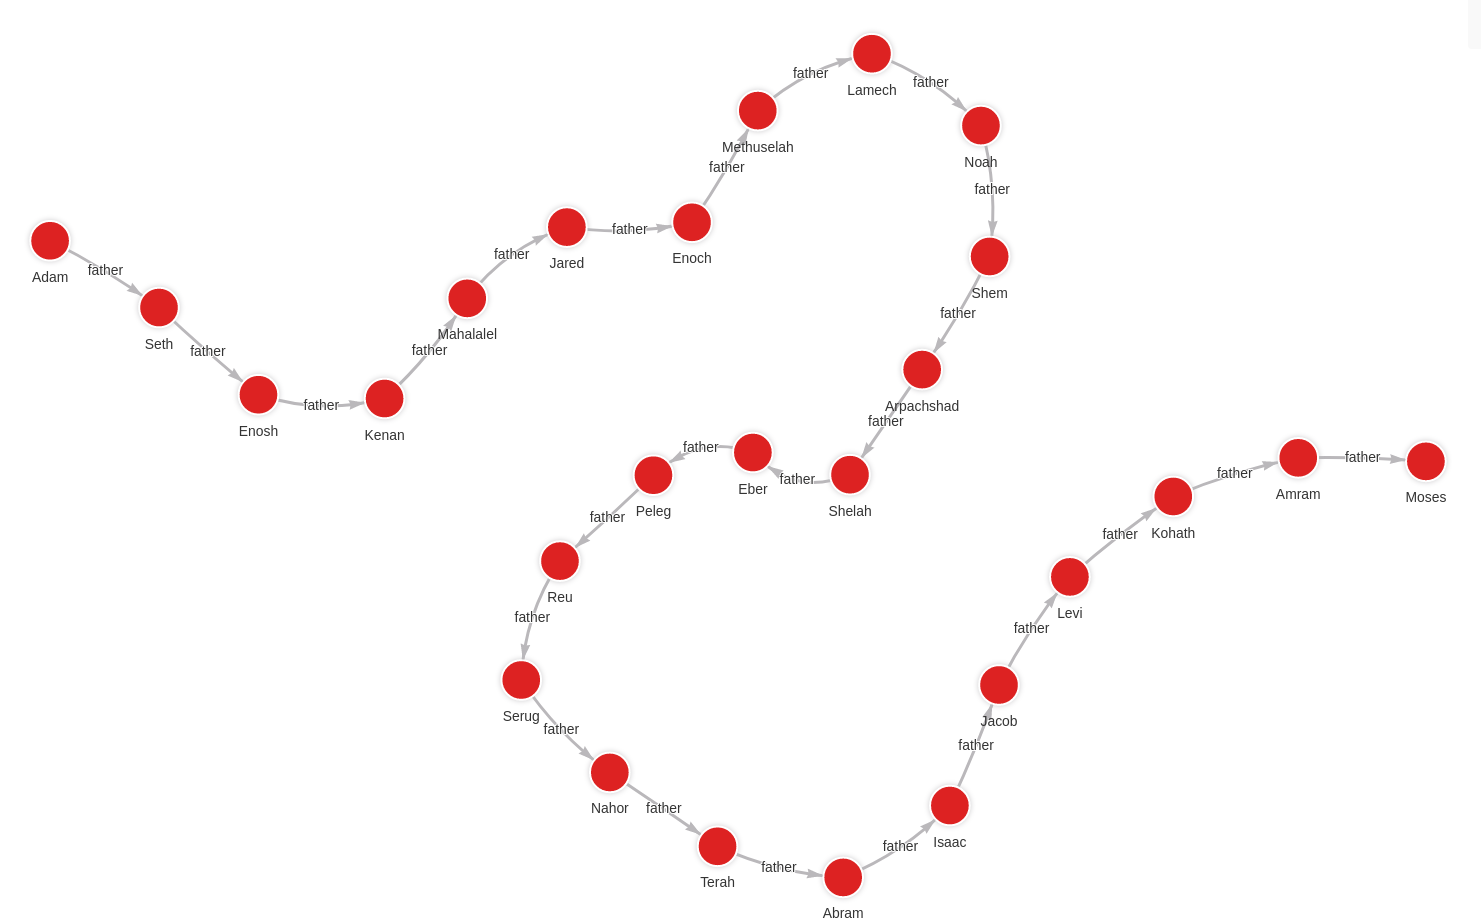 Adam
father
Seth
father
Enosh
father
Kenan
father
Mahalalel
father
Jared
father
Enoch
father
Methuselah
father
Lamech
father
Noah
father
Shem
father
Arpachshad
father
Shelah
father
Eber
father
Peleg
father
Reu
father
Serug
father
Nahor
father
Terah
father
Abram
father
Isaac
father
Jacob
father
Levi
father
Kohath
father
Amram
father
Moses